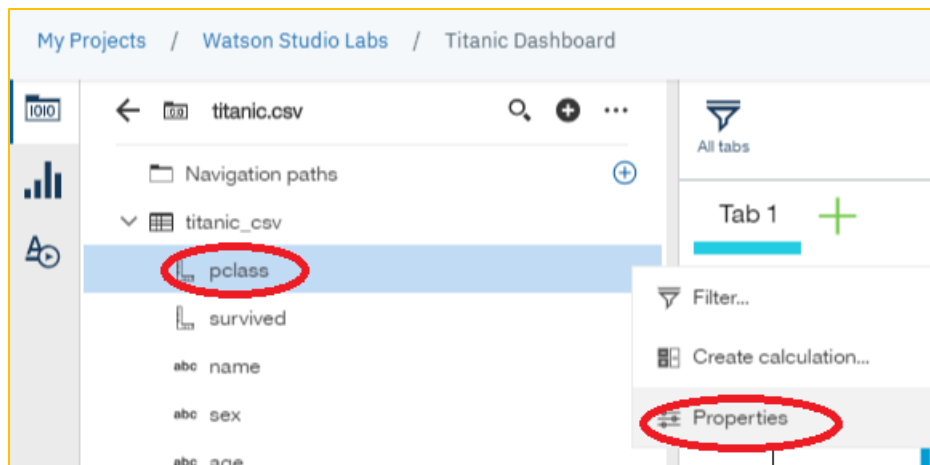 My Projects / Watson Studio Labs / Titanic Dashboard
titanic.csv
All tabs
Navigation paths
Tab 1
titanic_csv
pclass
Filter...
survived
Create calculation...
abc name
Properties
abc sex
abc age